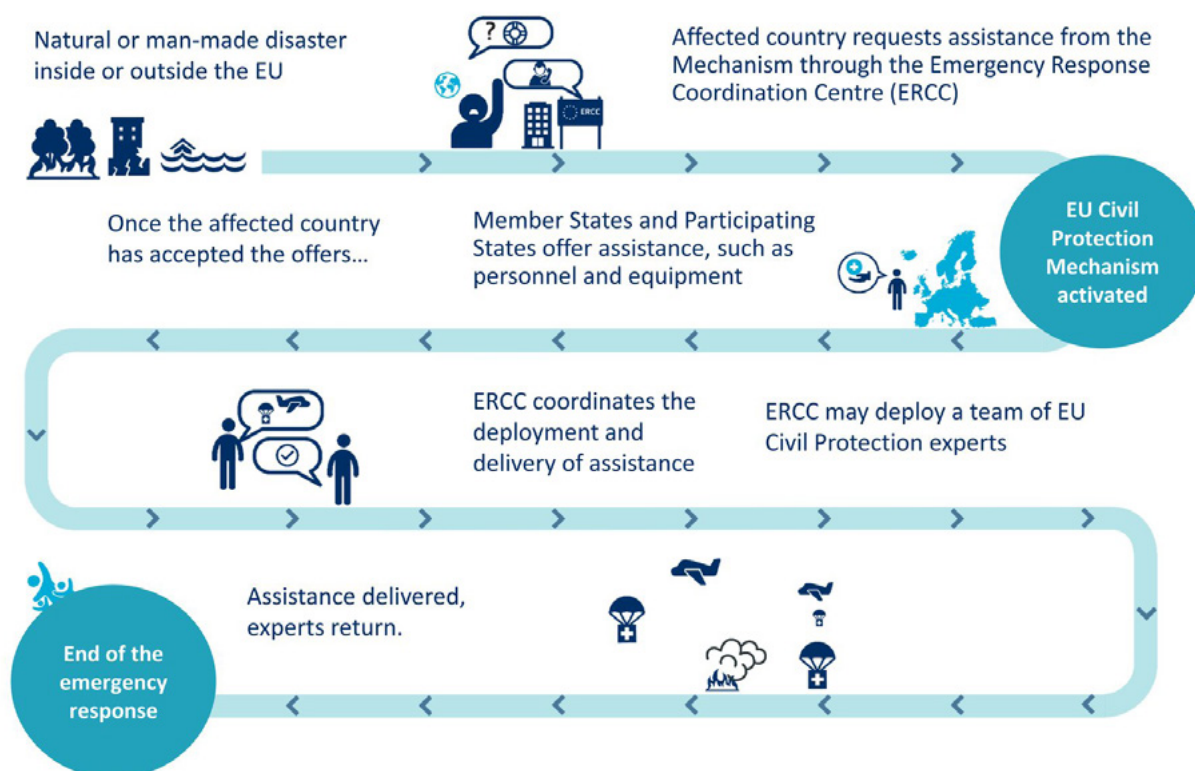 Natural or man-made disaster
inside or outside the EU
?
ERCC
Affected country requests assistance from the
Mechanism through the Emergency Response
Coordination Centre (ERCC)
EU Civil
Protection
Mechanism
activated
Member States and Participating
States offer assistance, such as
personnel and equipment
Once the affected country
has accepted the offers...
ERCC coordinates the
deployment and
delivery of assistance
ERCC may deploy a team of EU
Civil Protection experts
Assistance delivered,
experts return.
End of the
emergency
response